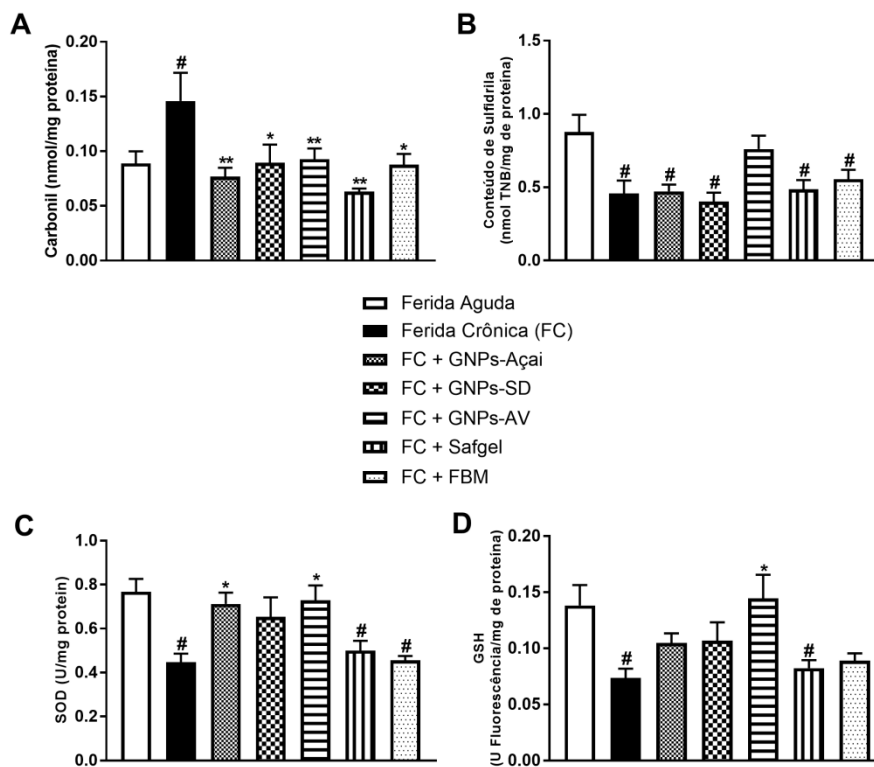 A
Carbonil (nmol/mg proteína)
0.20
0.15
0.10
0.05
0.00
#
**
*
**
**
*
B
Conteúdo de Sulfidrila
(nmol TNB/mg de proteína)
1.5
1.0
0.5
0.0
#
#
#
#
#
Ferida Aguda
Ferida Crônica (FC)
FC + GNPs-Açai
FC + GNPs-SD
FC + GNPs-AV
FC + Safgel
FC + FBM
C
SOD (U/mg protein)
1.0
0.8
0.6
0.4
0.2
0.0
#
*
*
#
#
D
GSH
(U Fluorescência/mg de proteína)
0.20
0.15
0.10
0.05
0.00
#
*
#